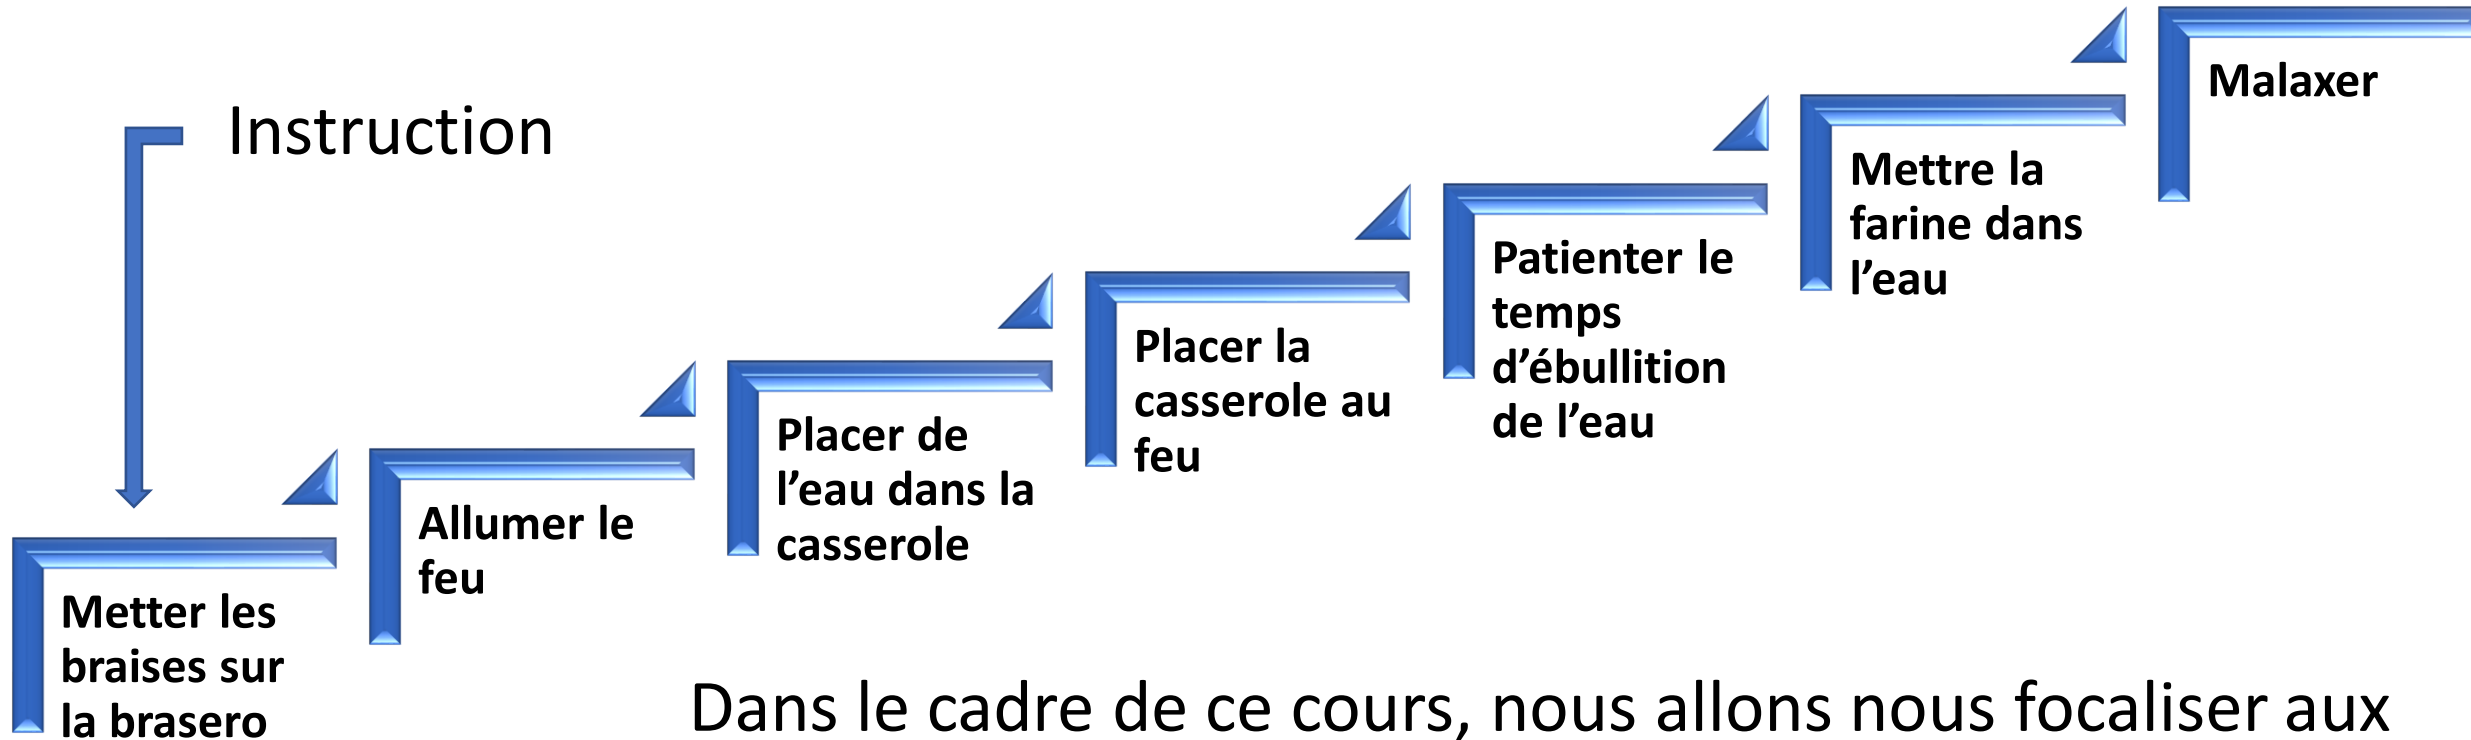 Instruction
Metter les
braises sur
la brasero
Allumer le
feu
Placer de
l’eau dans la
casserole
Placer la
casserole au
feu
Patienter le
temps
d’ébullition
de l’eau
Mettre la
farine dans
l’eau
Malaxer
Dans le cadre de ce cours, nous allons nous focaliser aux